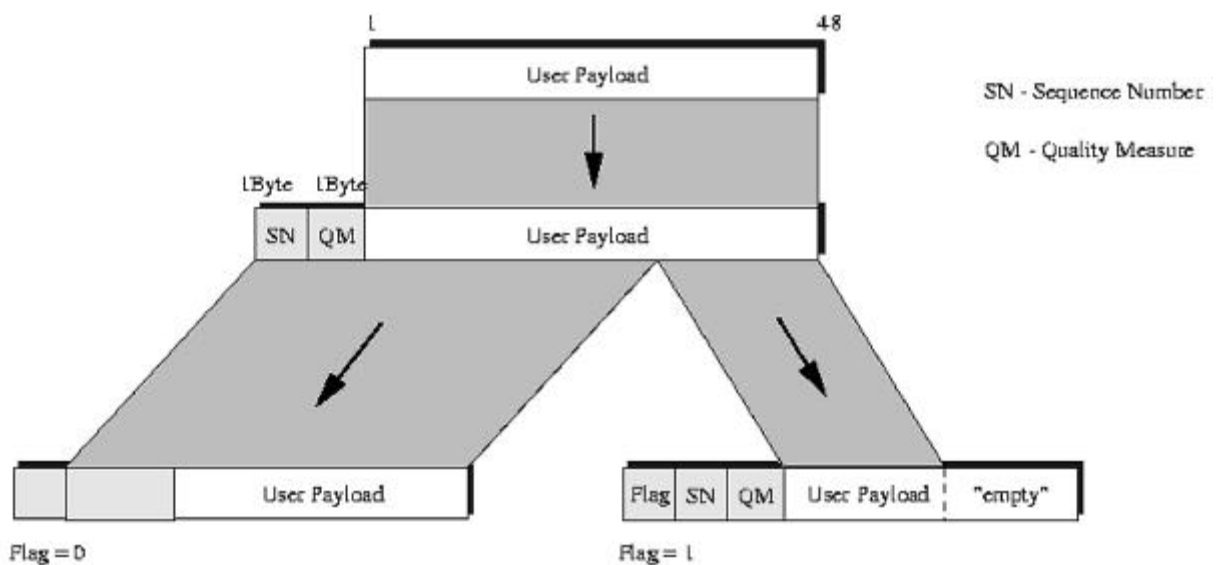 1 48
User Payload
SN - Sequence Number
QM - Quality Measure
1Byte 1Byte
SN QM User Payload
User Payload
Flag SN QM User Payload "empty"
Flag = 0
Flag = 1